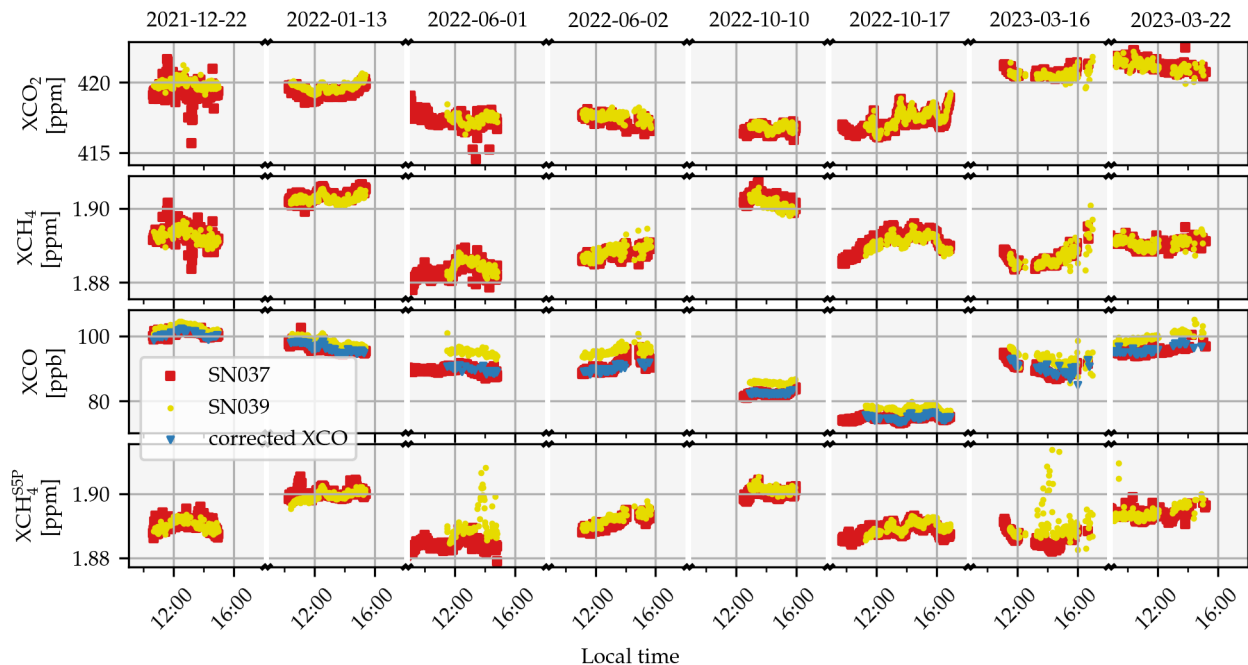 2021-12-22 2022-01-13 2022-06-01 2022-06-02 2022-10-10 2022-10-17 2023-03-16 2023-03-22
XCO₂
[ppm]
420
415
XCH₄
[ppm]
1.90
1.88
XCO
[ppb]
100
80
SN037
SN039
corrected XCO
XCH₄ˢ⁵ᴾ
[ppm]
1.90
1.88
12:00 16:00 12:00 16:00 12:00 16:00 12:00 16:00 12:00 16:00 12:00 16:00 12:00 16:00 12:00 16:00
Local time